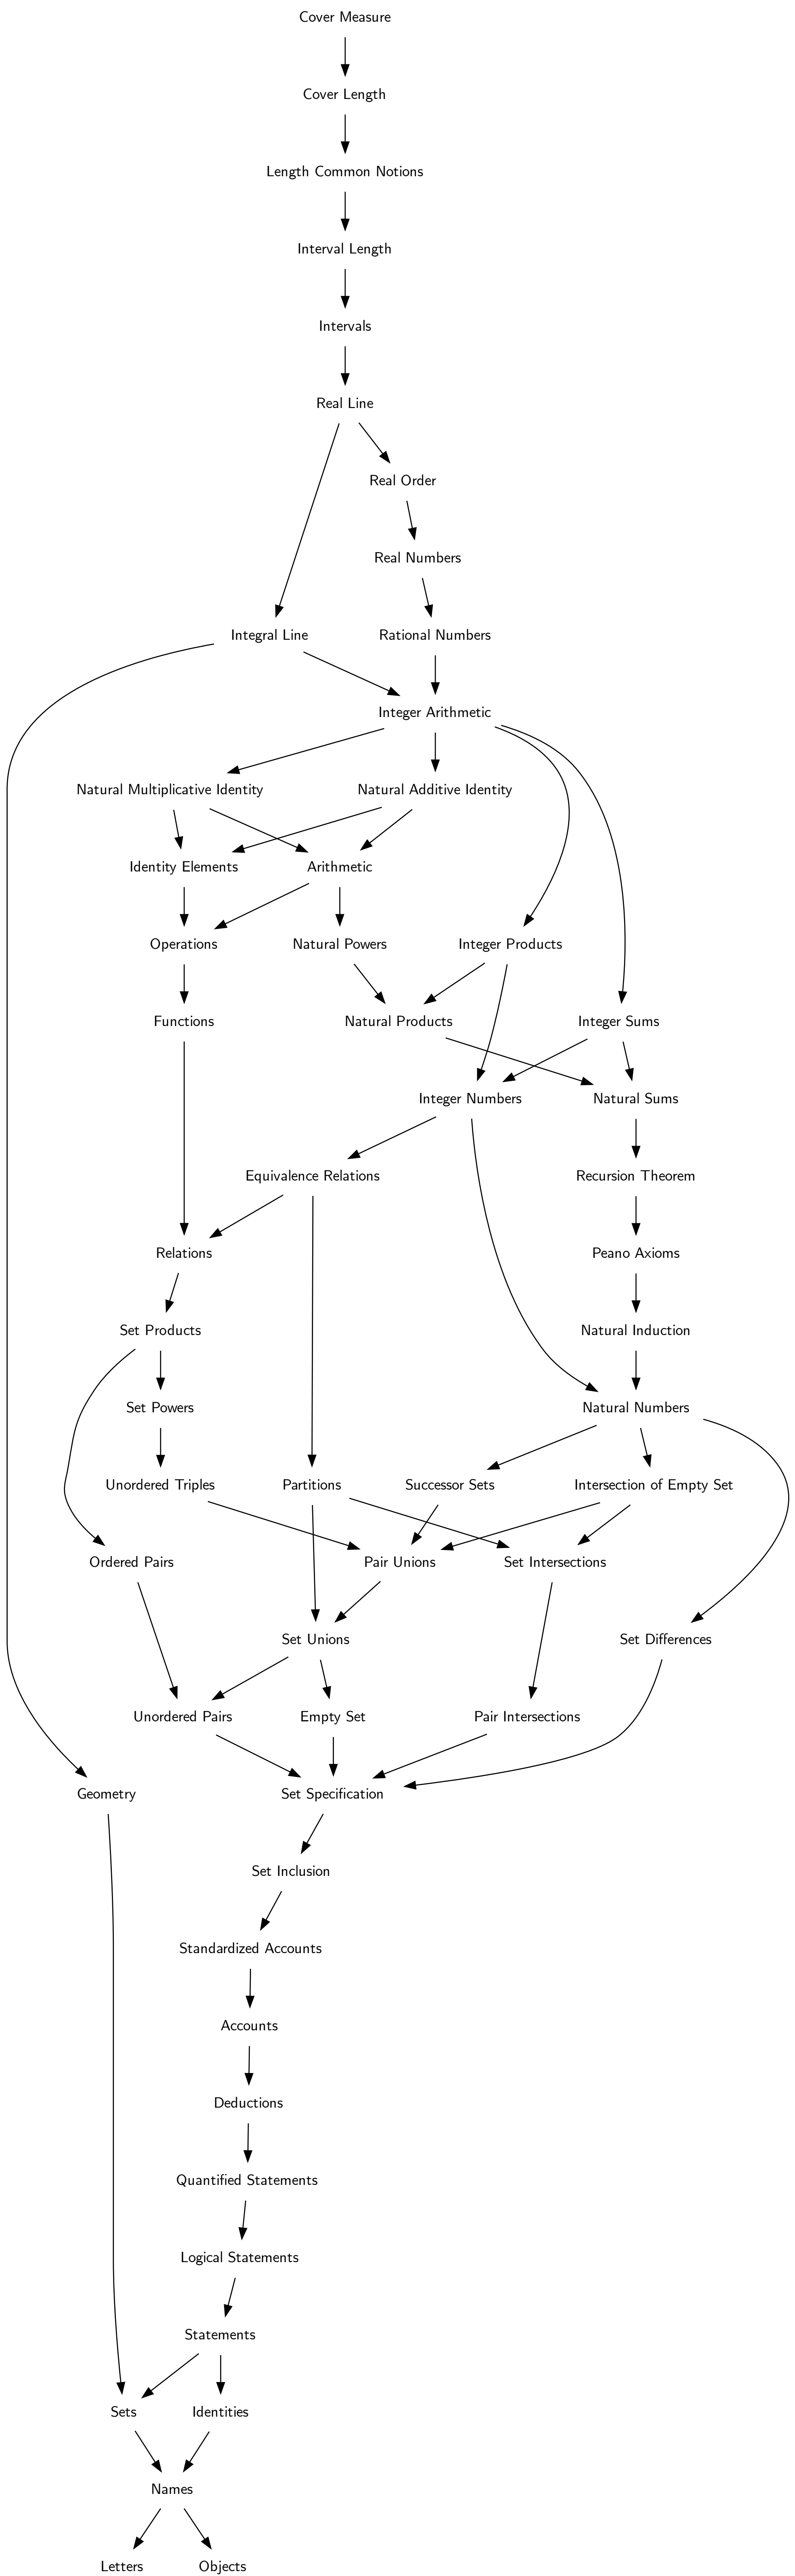 Cover Measure
Cover Length
Length Common Notions
Interval Length
Intervals
Real Line
Real Order
Real Numbers
Integral Line
Rational Numbers
Integer Arithmetic
Natural Multiplicative Identity
Natural Additive Identity
Identity Elements
Arithmetic
Operations
Natural Powers
Integer Products
Functions
Natural Products
Integer Sums
Integer Numbers
Natural Sums
Equivalence Relations
Recursion Theorem
Relations
Peano Axioms
Set Products
Natural Induction
Set Powers
Natural Numbers
Unordered Triples
Partitions
Successor Sets
Intersection of Empty Set
Ordered Pairs
Pair Unions
Set Intersections
Set Unions
Set Differences
Unordered Pairs
Empty Set
Pair Intersections
Geometry
Set Specification
Set Inclusion
Standardized Accounts
Accounts
Deductions
Quantified Statements
Logical Statements
Statements
Sets
Identities
Names
Letters
Objects